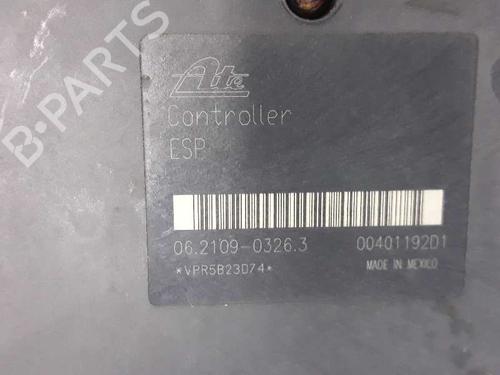 B-PARTS
Ate
Controller
ESP
06.2109-0326.3
00401192D1
*VPR5B23D74*
MADE IN MEXICO